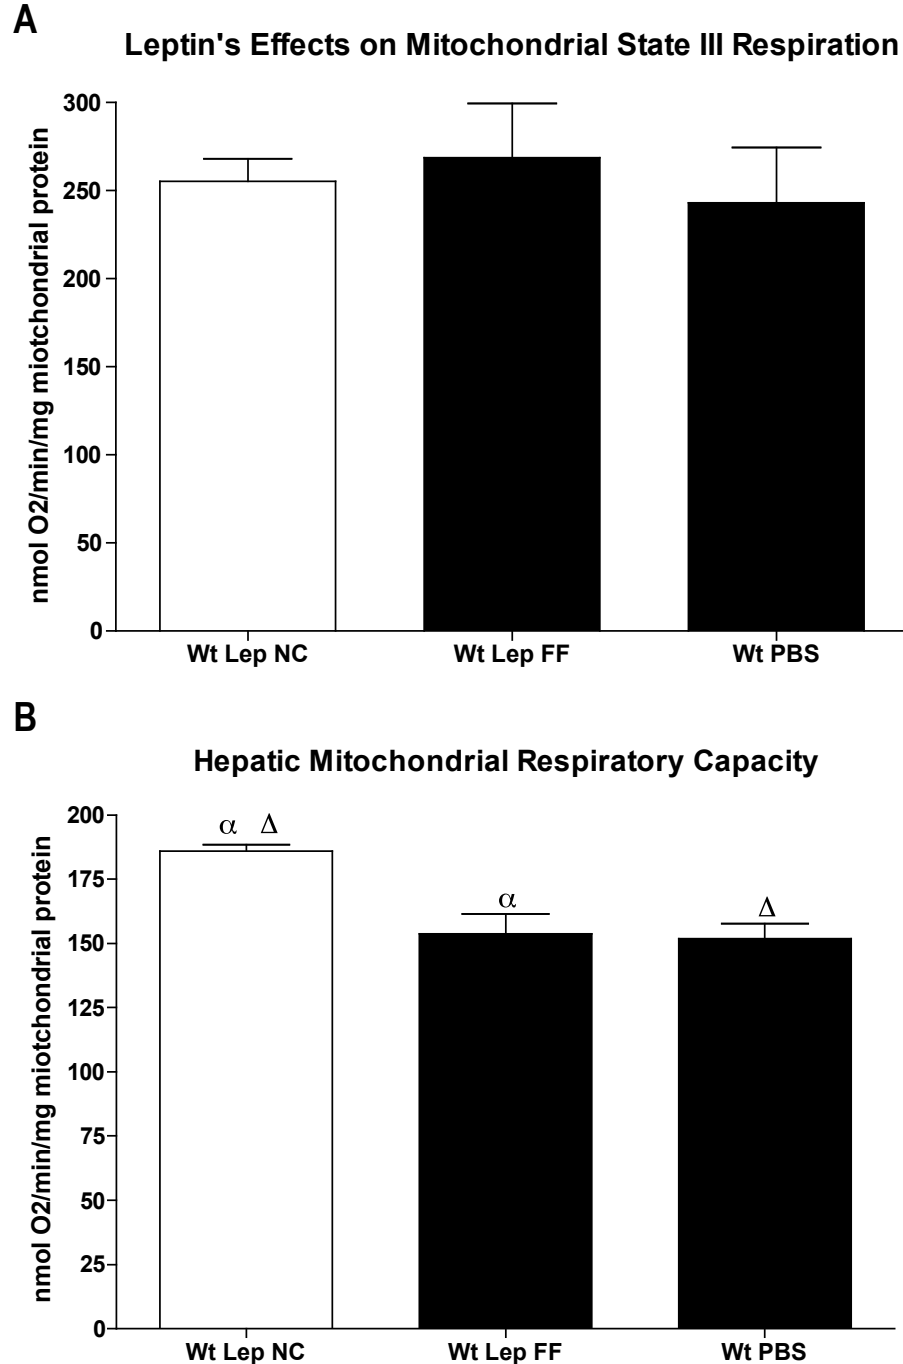 A
Leptin's Effects on Mitochondrial State III Respiration
nmol O2/min/mg miotchondrial protein
300
250
200
150
100
50
0
Wt Lep NC
Wt Lep FF
Wt PBS
B
Hepatic Mitochondrial Respiratory Capacity
nmol O2/min/mg miotchondrial protein
200
175
150
125
100
75
50
25
0
α Δ
α
Δ
Wt Lep NC
Wt Lep FF
Wt PBS